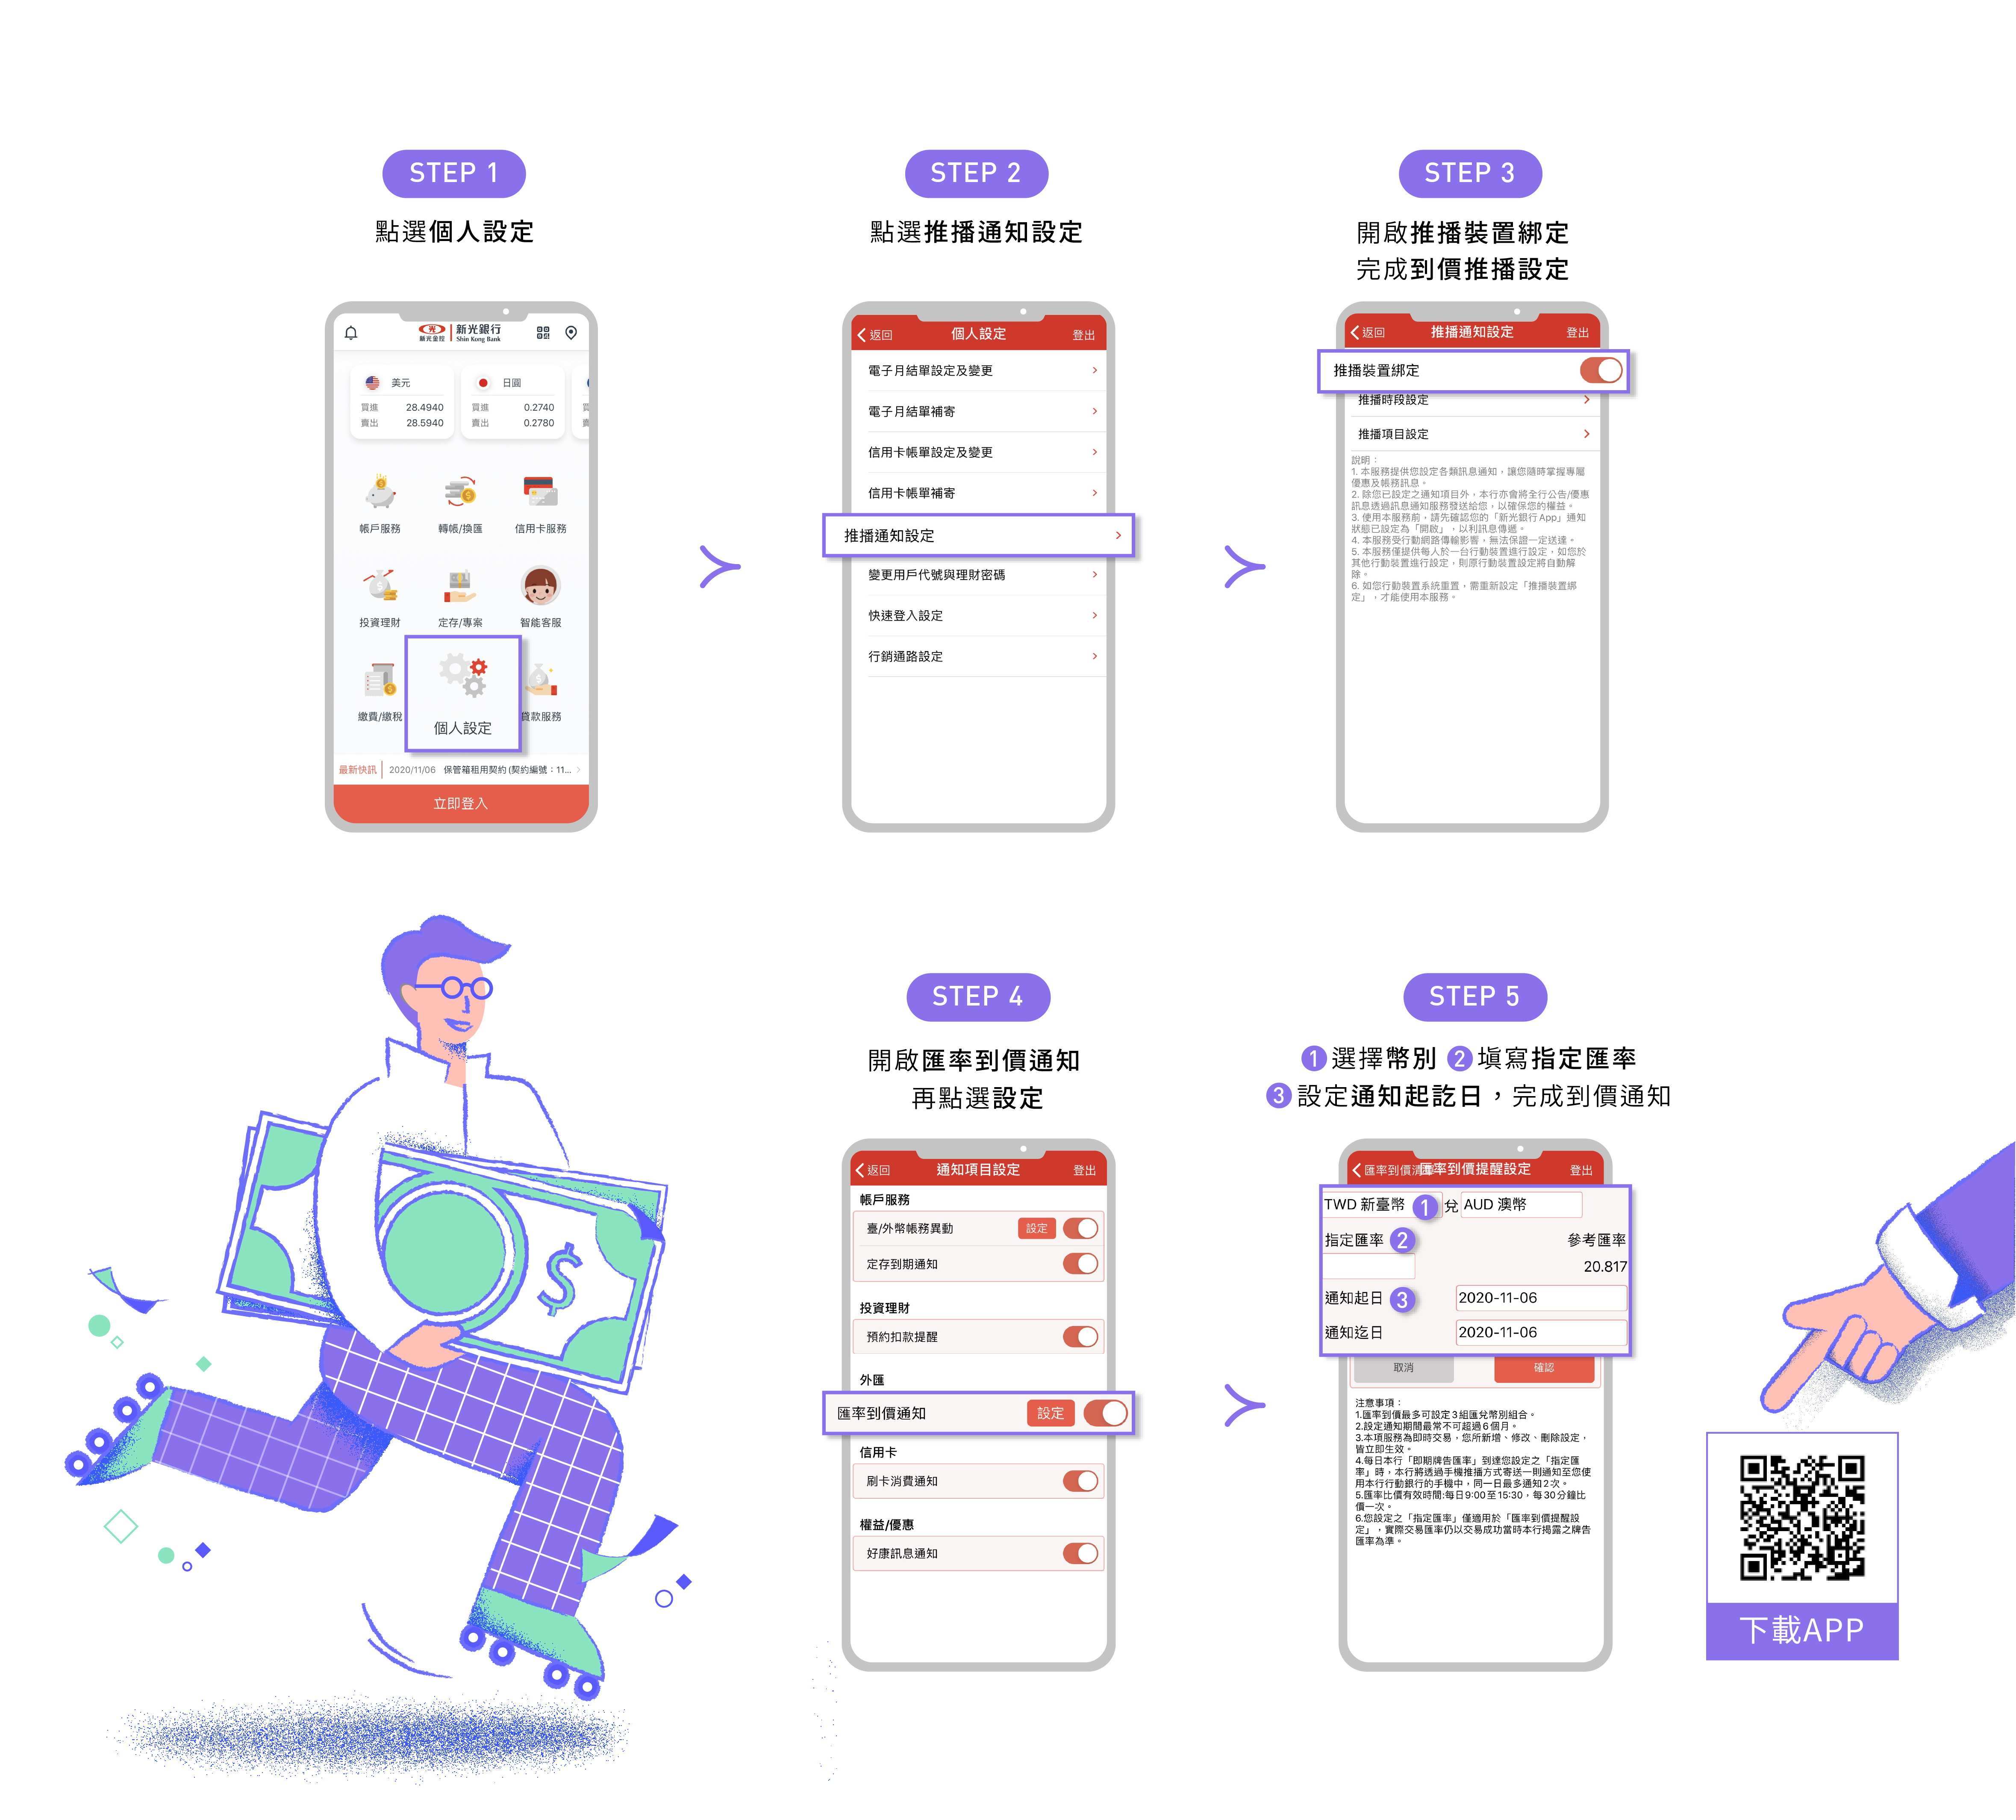 STEP 1
點選個人設定
新光銀行
新光金控 Shin Kong Bank
美元 日圓
買進 28.4940 買進 0.2740
賣出 28.5940 賣出 0.2780
帳戶服務 轉帳/換匯 信用卡服務
投資理財 定存/專案 智能客服
繳費/繳稅 個人設定 貸款服務
最新快訊 2020/11/06 保管箱租用契約(契約編號：11...
立即登入
STEP 2
點選推播通知設定
返回 個人設定 登出
電子月結單設定及變更
電子月結單補寄
信用卡帳單設定及變更
信用卡帳單補寄
推播通知設定
變更用戶代號與理財密碼
快速登入設定
行銷通路設定
STEP 3
開啟推播裝置綁定
完成到價推播設定
返回 推播通知設定 登出
推播裝置綁定
推播時段設定
推播項目設定
說明：
1. 本服務提供您設定各類訊息通知，讓您隨時掌握專屬
優惠及帳務訊息。
2. 除您已設定之通知項目外，本行亦會將全行公告/優惠
訊息透過訊息通知服務發送給您，以確保您的權益。
3. 使用本服務前，請先確認您的「新光銀行App」通知
狀態已設定為「開啟」，以利訊息傳遞。
4. 本服務受行動網路傳輸影響，無法保證一定送達。
5. 本服務僅提供每人於一台行動裝置進行設定，如您於
其他行動裝置進行設定，則原行動裝置設定將自動解
除。
6. 如您行動裝置系統重置，需重新設定「推播裝置綁
定」，才能使用本服務。
STEP 4
開啟匯率到價通知
再點選設定
返回 通知項目設定 登出
帳戶服務
臺/外幣帳務異動 設定
定存到期通知
投資理財
預約扣款提醒
外匯
匯率到價通知 設定
信用卡
刷卡消費通知
權益/優惠
好康訊息通知
STEP 5
1 選擇幣別 2 填寫指定匯率
3 設定通知起訖日，完成到價通知
匯率到價清 匯率到價提醒設定 登出
TWD 新臺幣 1 兌 AUD 澳幣
指定匯率 2 參考匯率
20.817
通知起日 3 2020-11-06
通知迄日 2020-11-06
取消 確認
注意事項：
1.匯率到價最多可設定3組匯兌幣別組合。
2.設定通知期間最常不可超過6個月。
3.本項服務為即時交易，您所新增、修改、刪除設定，
皆立即生效。
4.每日本行「即期牌告匯率」到達您設定之「指定匯
率」時，本行將透過手機推播方式寄送一則通知至您使
用本行行動銀行的手機中，同一日最多通知2次。
5.匯率比價有效時間:每日9:00至15:30，每30分鐘比
價一次。
6.您設定之「指定匯率」僅適用於「匯率到價提醒設
定」，實際交易匯率仍以交易成功當時本行揭露之牌告
匯率為準。
下載APP